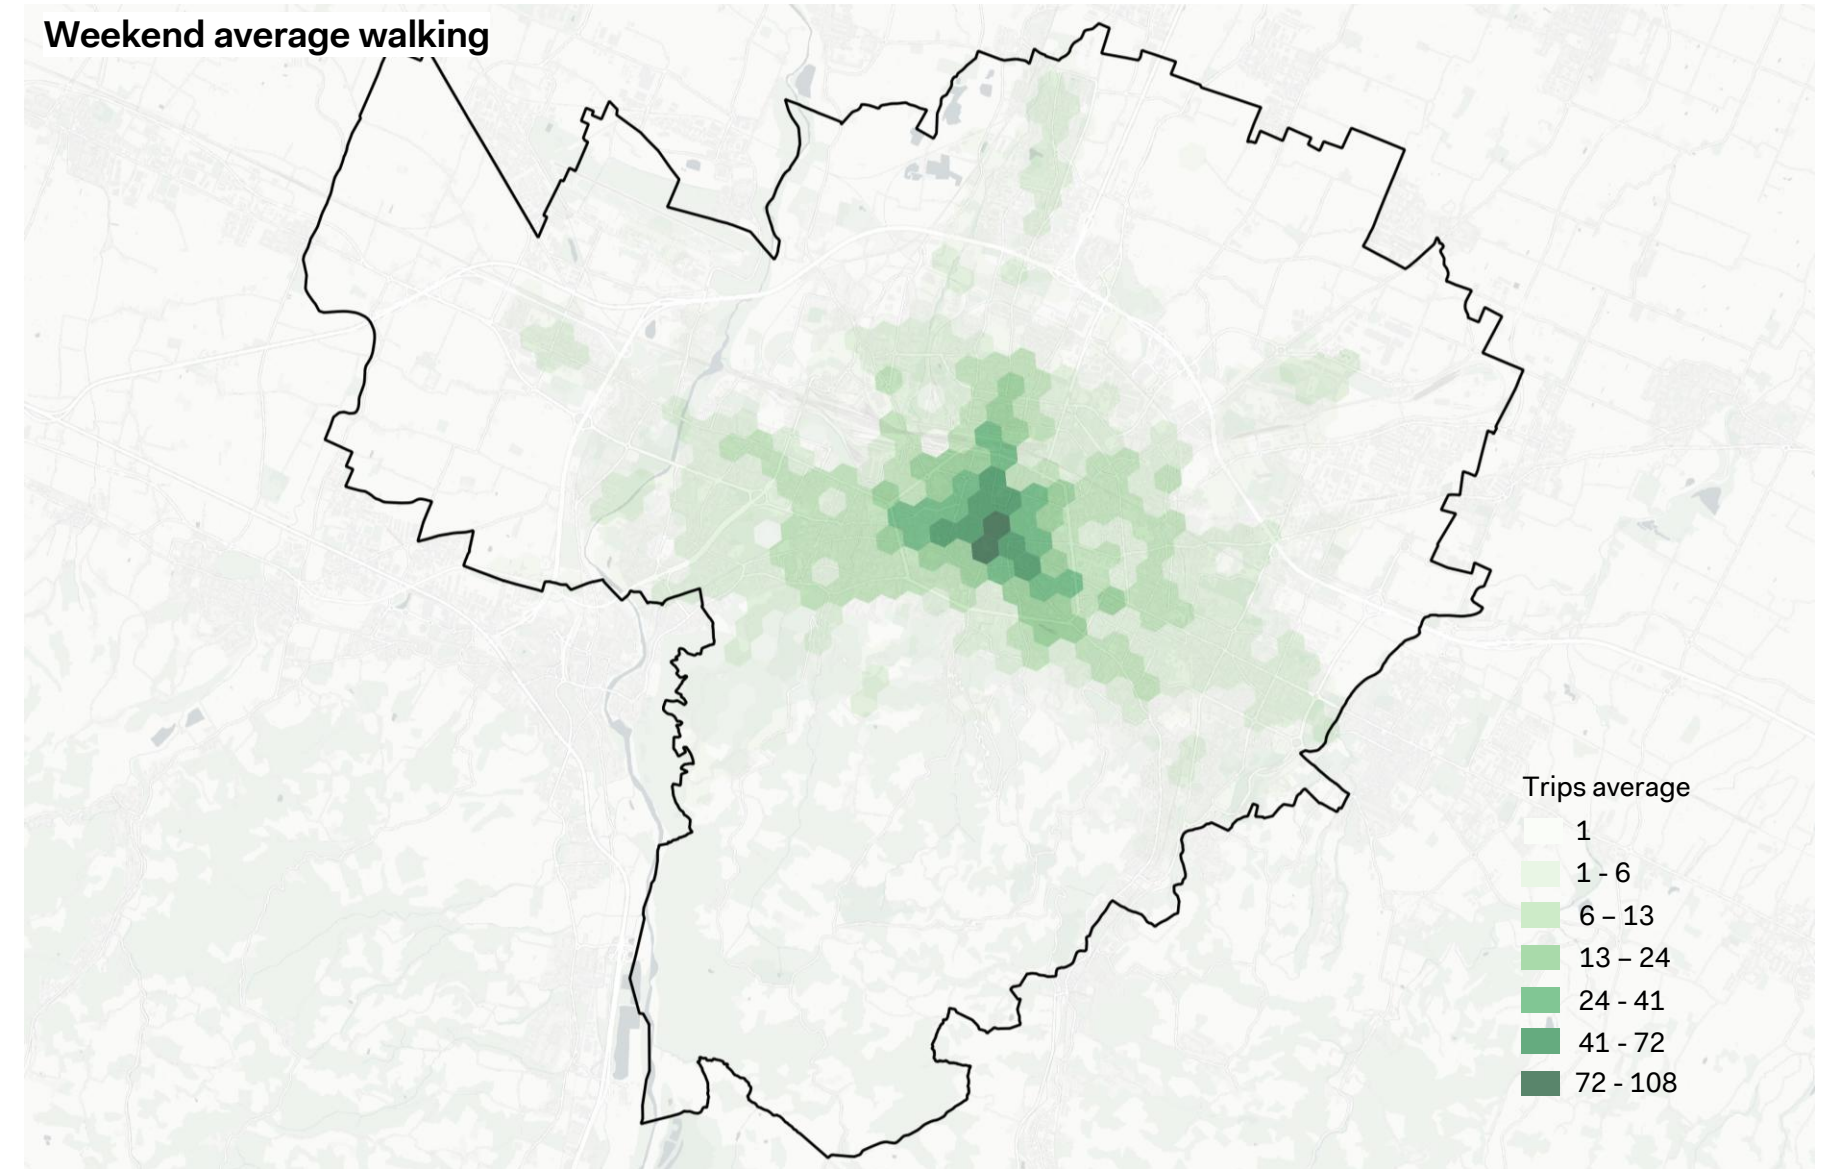 Weekend average walking
Trips average
1
1 - 6
6 – 13
13 – 24
24 - 41
41 - 72
72 - 108